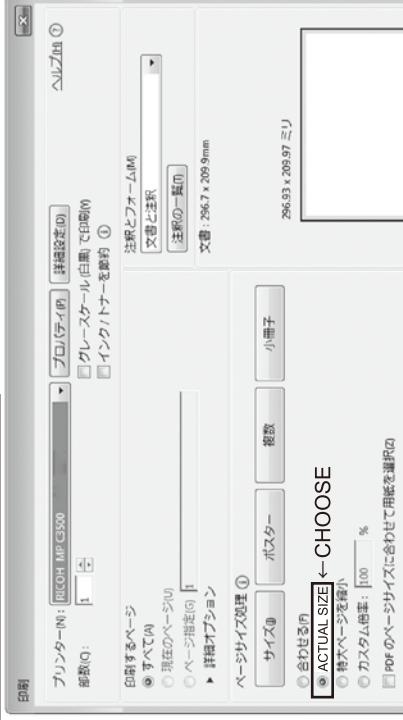 印刷
プリンター(N): RICOH MP C3500 プロパティ(P) 詳細設定(D) ヘルプ(H)
部数(C): 1 グレースケール (白黒) で印刷(Y)
インク / トナーを節約
印刷するページ
すべて(A)
現在のページ(U)
ページ指定(G) 1
詳細オプション
注釈とフォーム(M)
文書と注釈
注釈の一覧(T)
文書 : 296.7 x 209.9mm
296.93 x 209.97 ミリ
ページサイズ処理
サイズ(I) ポスター 複数 小冊子
合わせる(F)
ACTUAL SIZE ← CHOOSE
特大ページを縮小
カスタム倍率 : 100 %
PDF のページサイズに合わせて用紙を選択(Z)